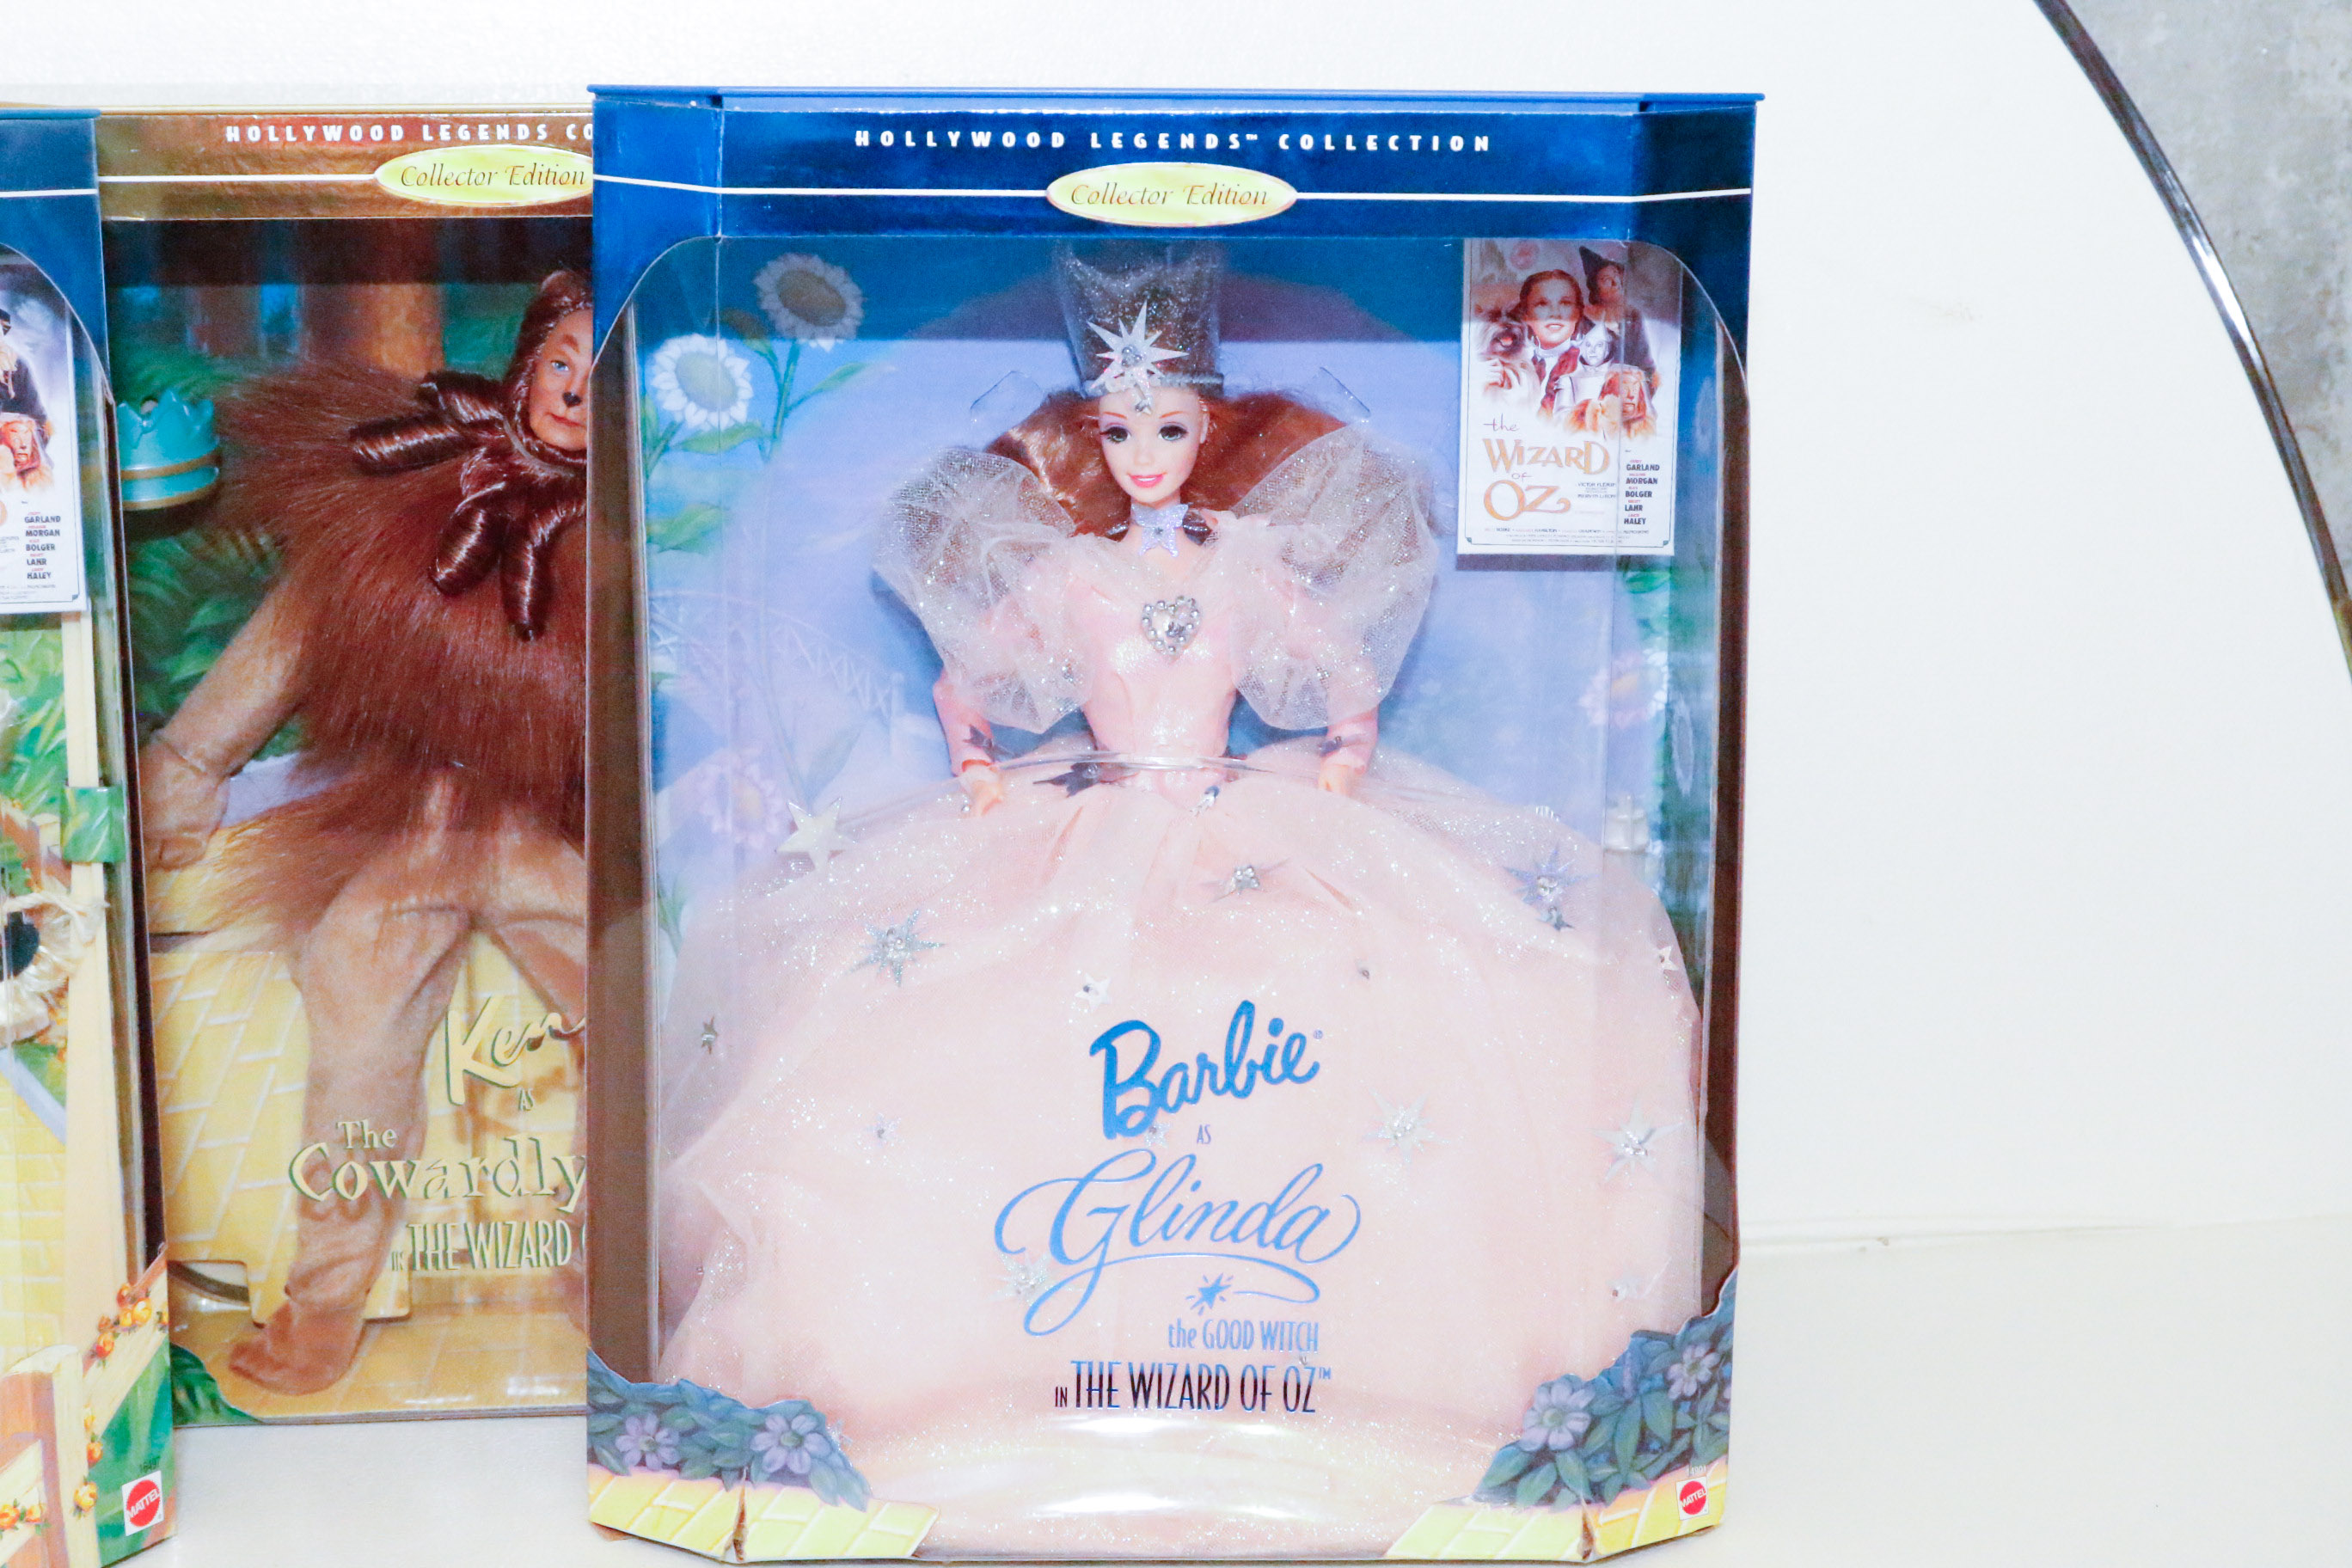 HOLLYWOOD LEGENDS CO
Collector Edition
Ken
AS
The
Cowardly
IN THE WIZARD
GARLAND
MORGAN
BOLGER
LAHR
HALEY
MATTEL
HOLLYWOOD LEGENDS™ COLLECTION
Collector Edition
the
WIZARD
of
OZ
GARLAND
MORGAN
BOLGER
LAHR
HALEY
Barbie®
AS
Glinda
the GOOD WITCH
IN THE WIZARD OF OZ™
MATTEL